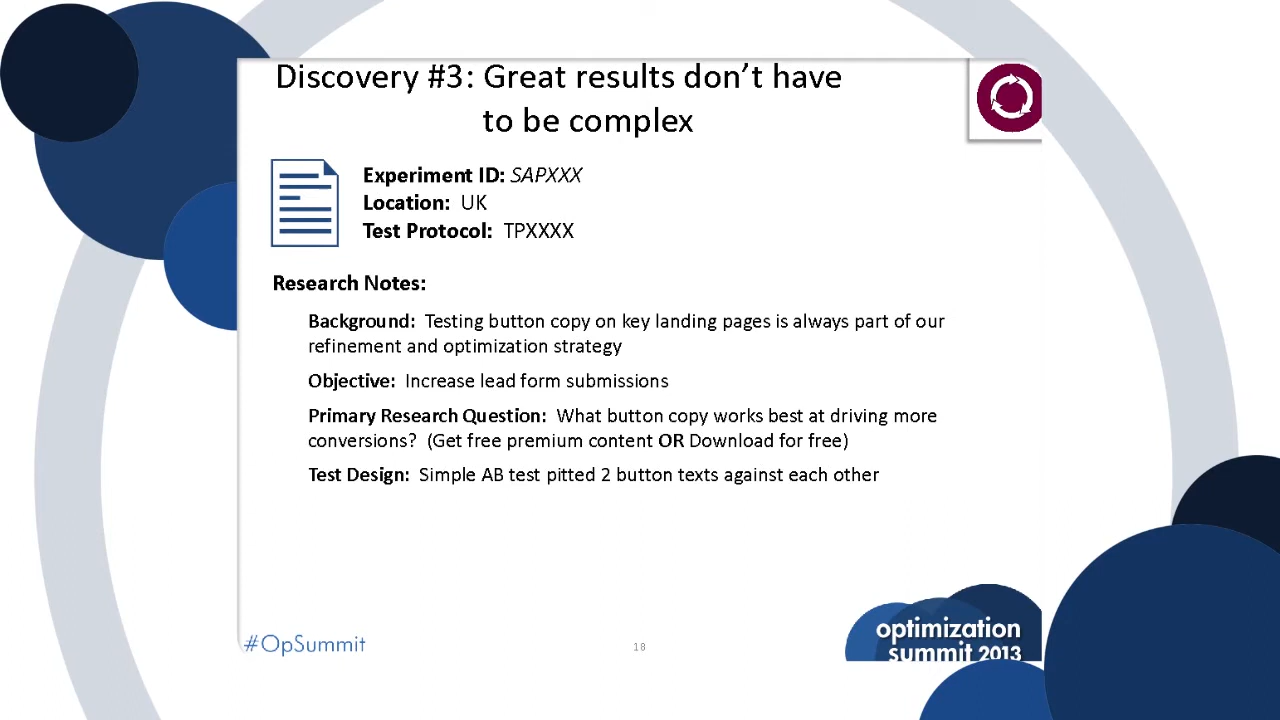 Discovery #3: Great results don’t have
to be complex
Experiment ID: SAPXXX
Location: UK
Test Protocol: TPXXXX
Research Notes:
Background: Testing button copy on key landing pages is always part of our
refinement and optimization strategy
Objective: Increase lead form submissions
Primary Research Question: What button copy works best at driving more
conversions? (Get free premium content OR Download for free)
Test Design: Simple AB test pitted 2 button texts against each other
#OpSummit
18
optimization
summit 2013